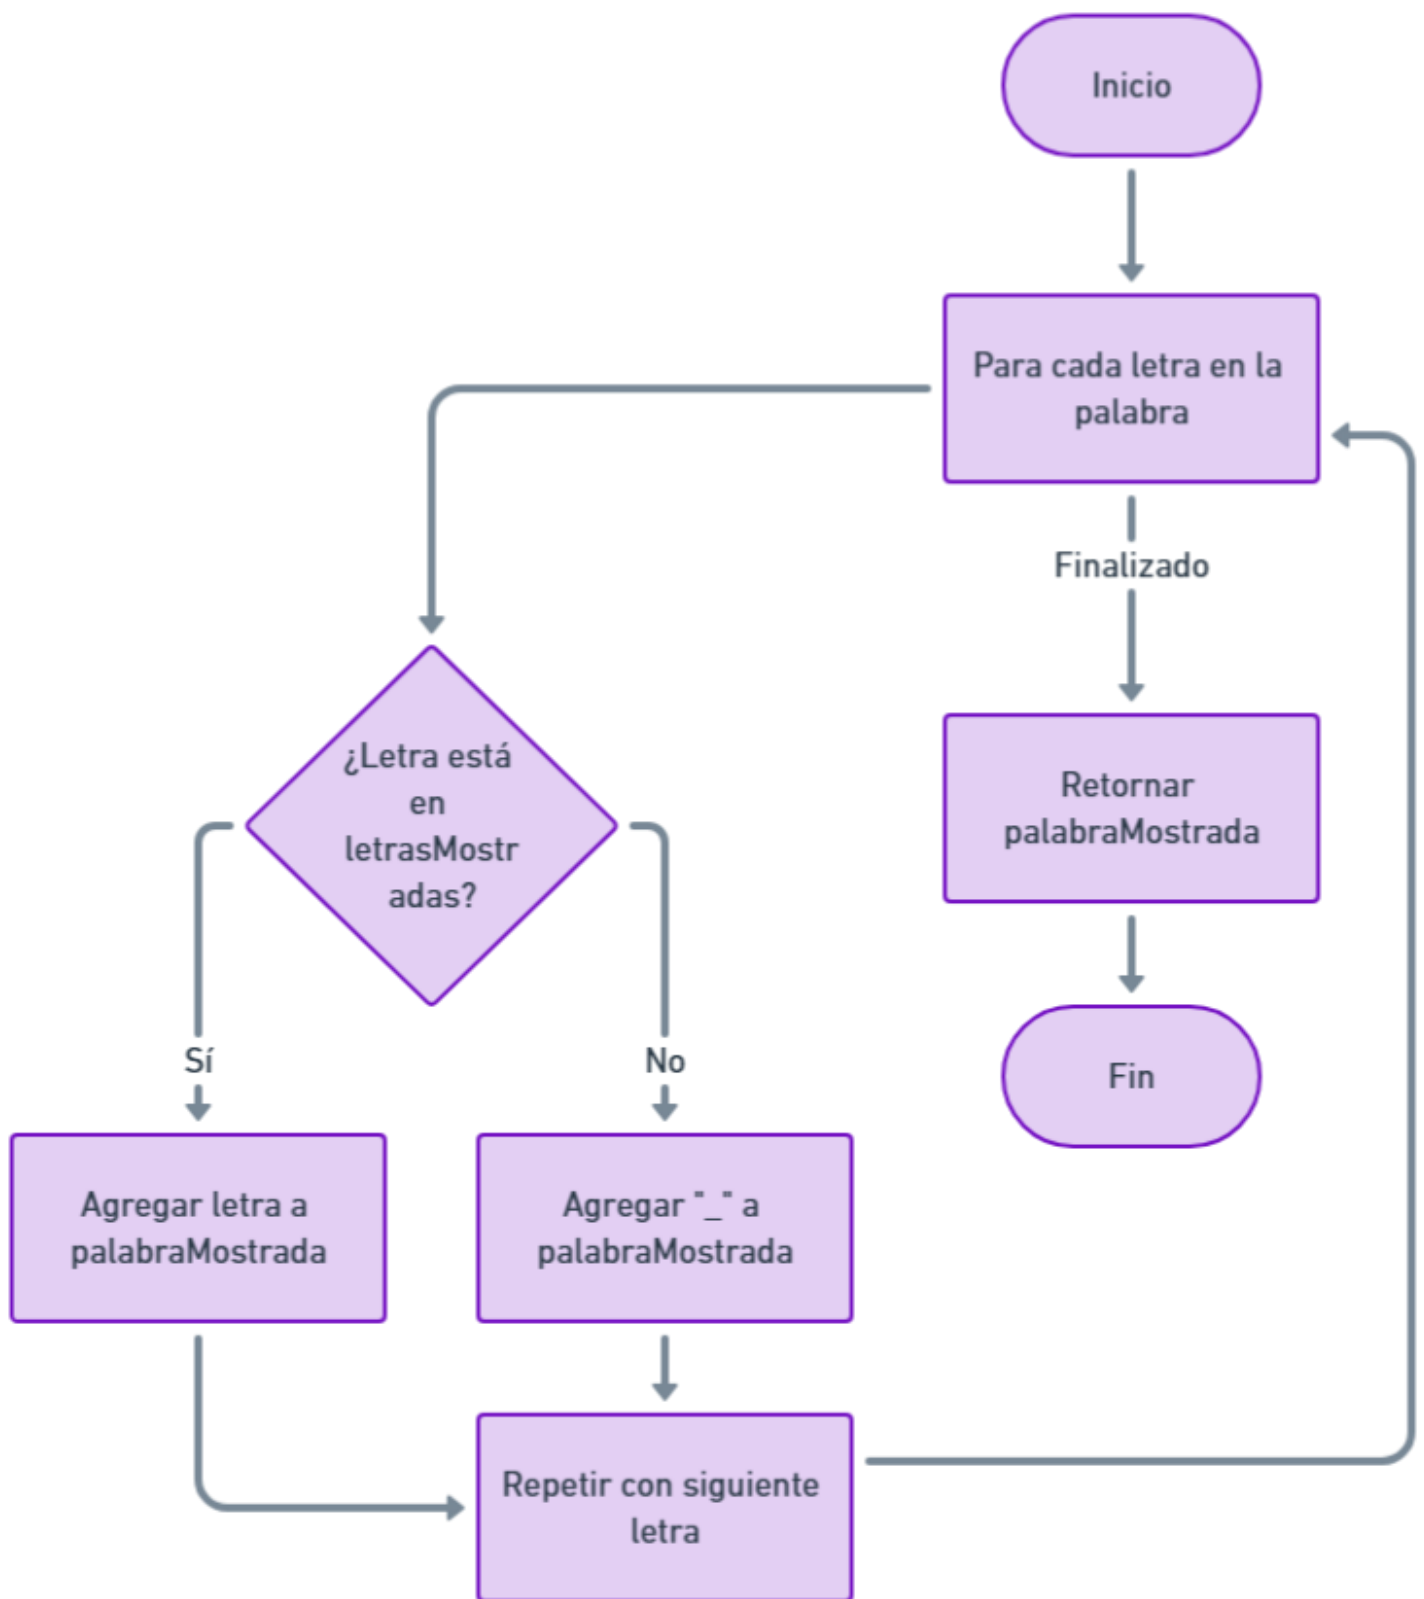 Inicio
Para cada letra en la
palabra
Finalizado
Retornar
palabraMostrada
Fin
¿Letra está
en
letrasMostr
adas?
Sí
No
Agregar letra a
palabraMostrada
Agregar "_" a
palabraMostrada
Repetir con siguiente
letra